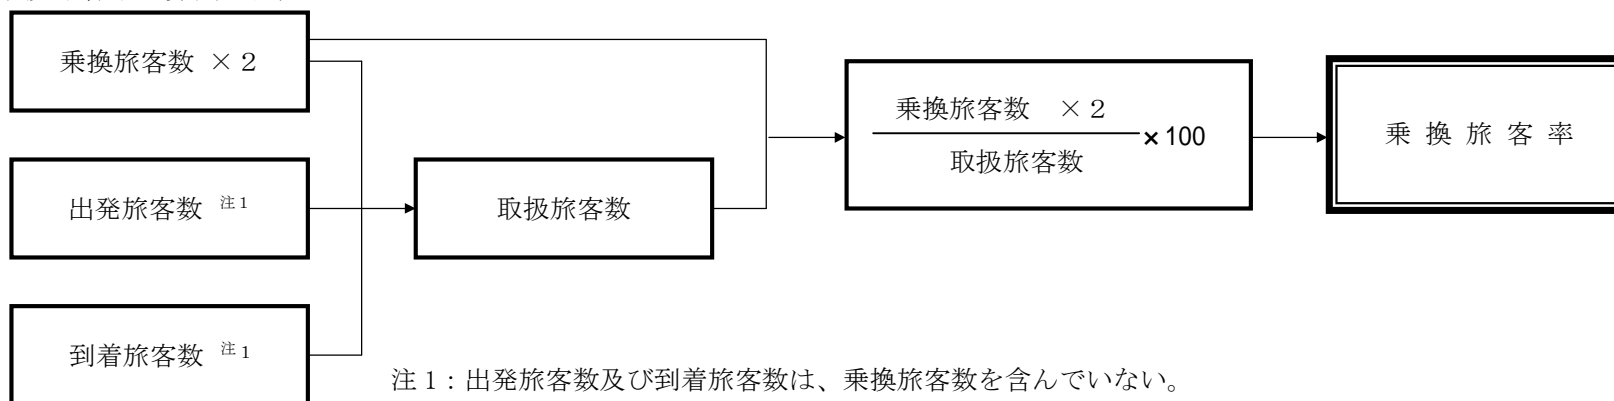 乗換旅客数 ×２
乗換旅客数 ×２
取扱旅客数
×100
乗 換 旅 客 率
出発旅客数 注１
取扱旅客数
到着旅客数 注１
注１：出発旅客数及び到着旅客数は、乗換旅客数を含んでいない。